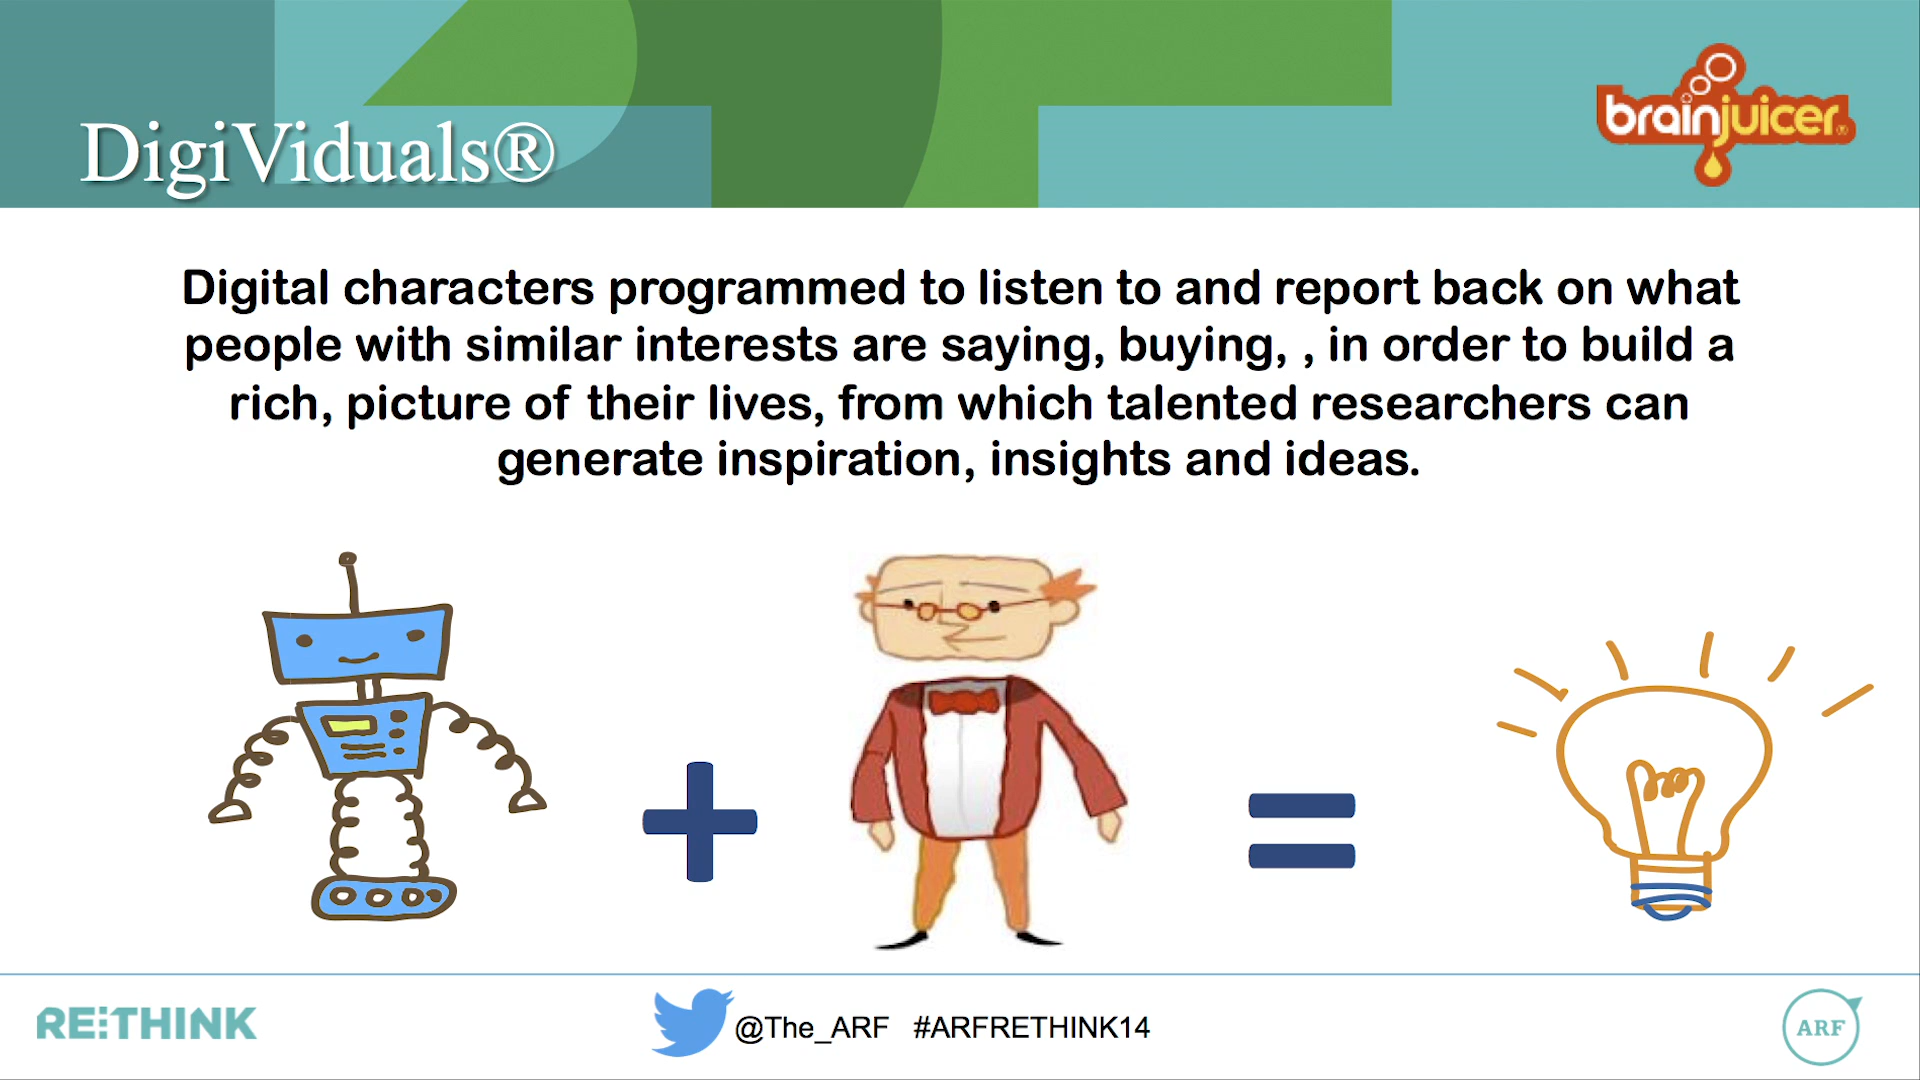 DigiViduals®
brainjuicer®
Digital characters programmed to listen to and report back on what
people with similar interests are saying, buying, , in order to build a
rich, picture of their lives, from which talented researchers can
generate inspiration, insights and ideas.
RE:THINK
@The_ARF #ARFRETHINK14
ARF